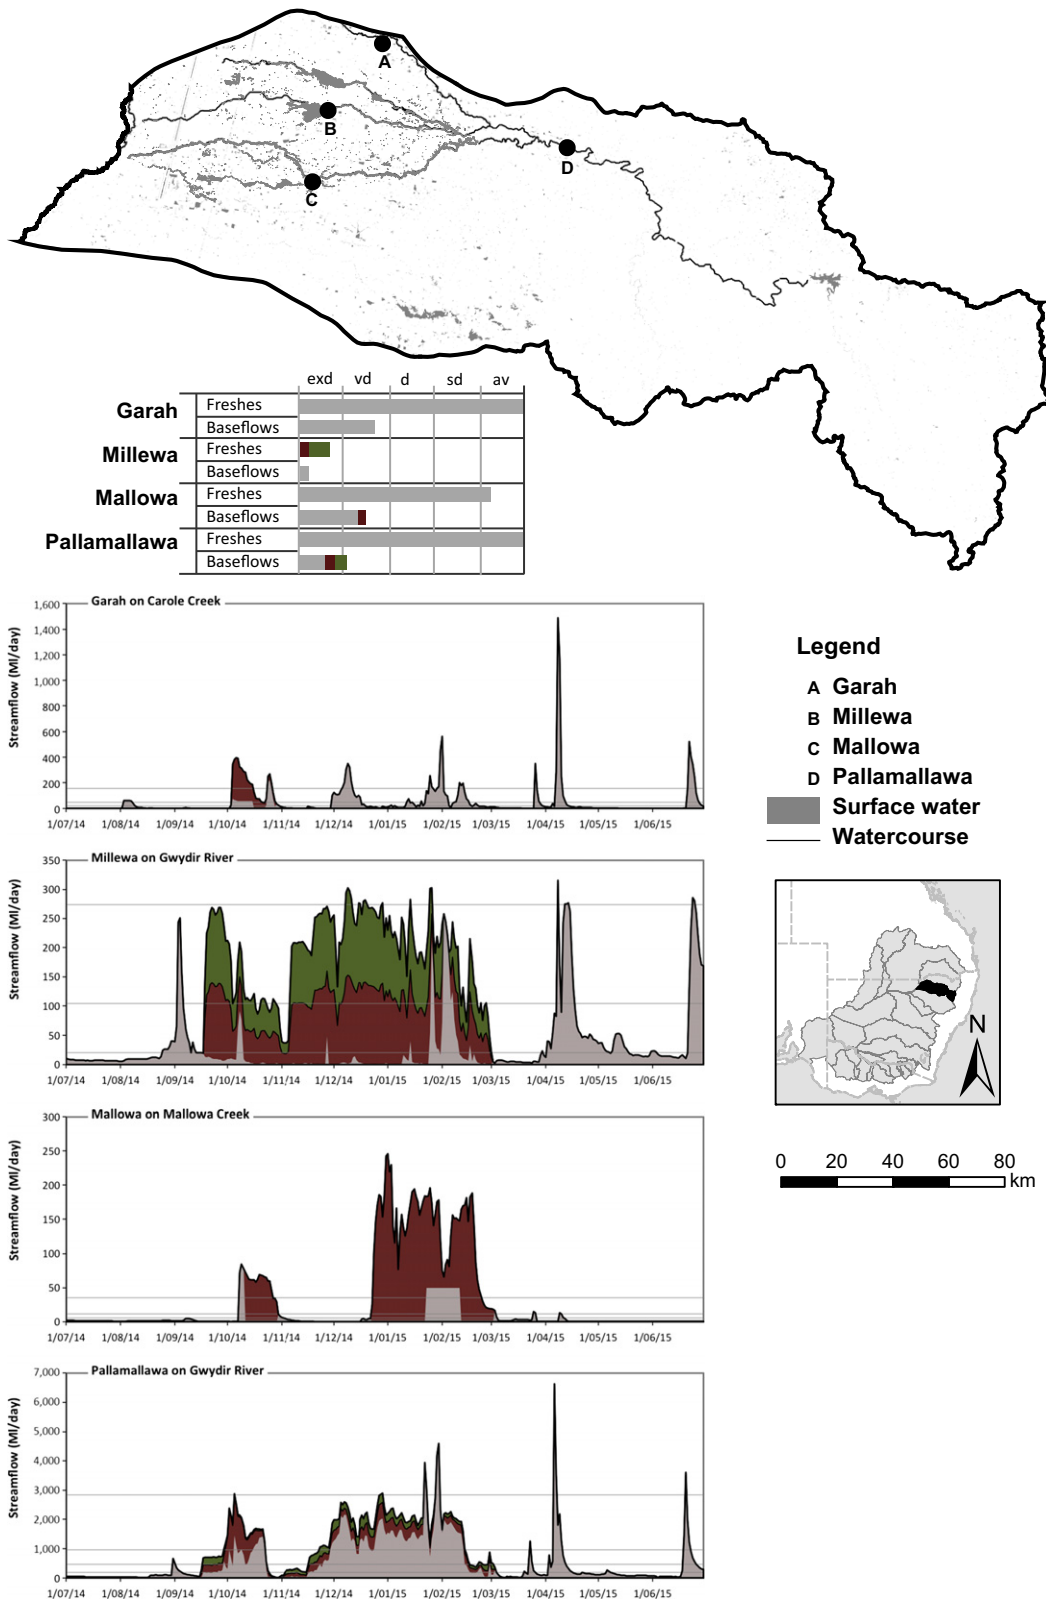 A
B
C
D
exd vd d sd av
Garah Freshes
Baseflows
Millewa Freshes
Baseflows
Mallowa Freshes
Baseflows
Pallamallawa Freshes
Baseflows
Garah on Carole Creek
Streamflow (Ml/day)
1,600
1,400
1,200
1,000
800
600
400
200
0
1/07/14 1/08/14 1/09/14 1/10/14 1/11/14 1/12/14 1/01/15 1/02/15 1/03/15 1/04/15 1/05/15 1/06/15
Millewa on Gwydir River
Streamflow (Ml/day)
350
300
250
200
150
100
50
0
1/07/14 1/08/14 1/09/14 1/10/14 1/11/14 1/12/14 1/01/15 1/02/15 1/03/15 1/04/15 1/05/15 1/06/15
Mallowa on Mallowa Creek
Streamflow (Ml/day)
300
250
200
150
100
50
0
1/07/14 1/08/14 1/09/14 1/10/14 1/11/14 1/12/14 1/01/15 1/02/15 1/03/15 1/04/15 1/05/15 1/06/15
Pallamallawa on Gwydir River
Streamflow (Ml/day)
7,000
6,000
5,000
4,000
3,000
2,000
1,000
0
1/07/14 1/08/14 1/09/14 1/10/14 1/11/14 1/12/14 1/01/15 1/02/15 1/03/15 1/04/15 1/05/15 1/06/15
Legend
A Garah
B Millewa
C Mallowa
D Pallamallawa
Surface water
Watercourse
N
0 20 40 60 80
km